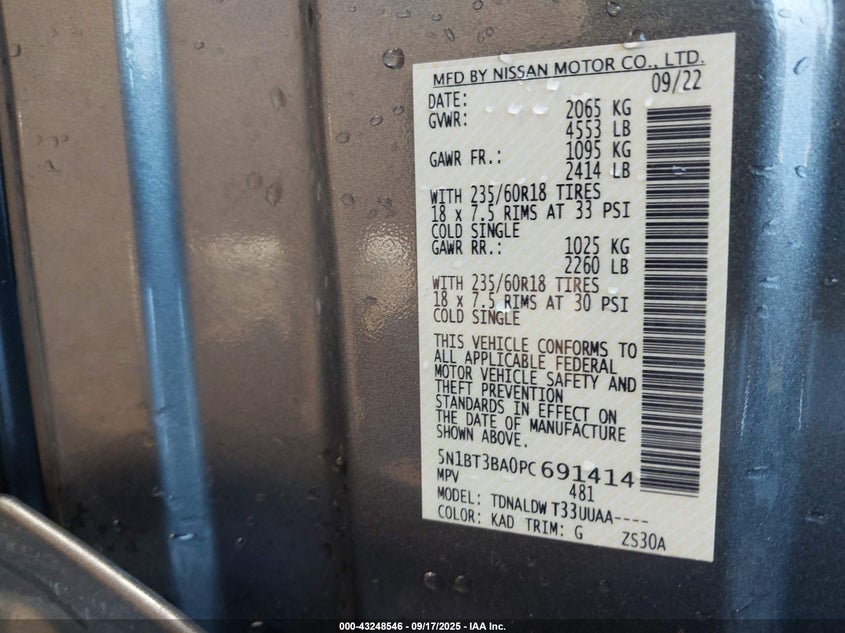 MFD BY NISSAN MOTOR CO., LTD.
DATE: 09/22
GVWR: 2065 KG
4553 LB
GAWR FR.: 1095 KG
2414 LB
WITH 235/60R18 TIRES
18 x 7.5 RIMS AT 33 PSI
COLD SINGLE
GAWR RR.: 1025 KG
2260 LB
WITH 235/60R18 TIRES
18 x 7.5 RIMS AT 30 PSI
COLD SINGLE
THIS VEHICLE CONFORMS TO
ALL APPLICABLE FEDERAL
MOTOR VEHICLE SAFETY AND
THEFT PREVENTION
STANDARDS IN EFFECT ON
THE DATE OF MANUFACTURE
SHOWN ABOVE.
5N1BT3BA0PC691414
MPV 481
MODEL: TDNALDW T33UUAA----
COLOR: KAD TRIM: G ZS30A
000-43248546 - 09/17/2025 - IAA Inc.